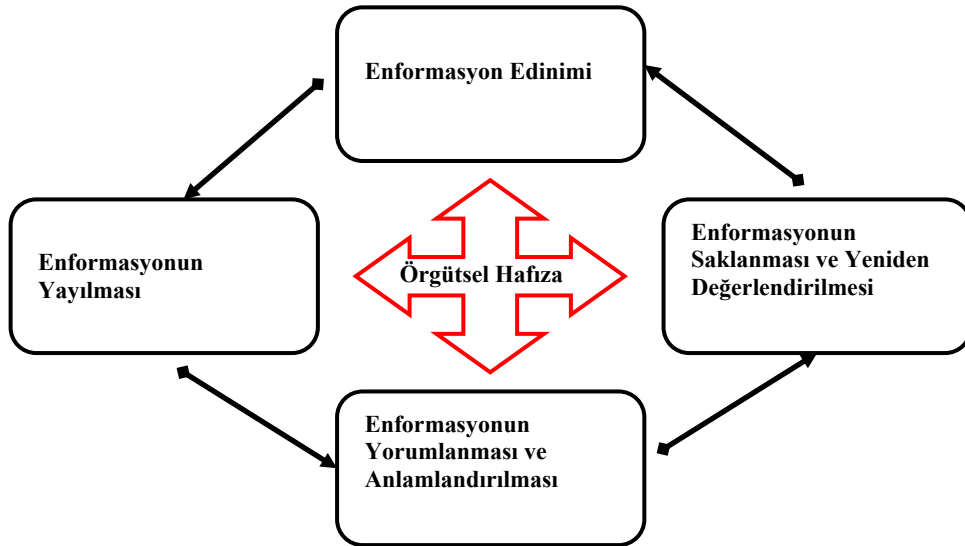 Enformasyon Edinimi
Enformasyonun
Yayılması
Örgütsel Hafıza
Enformasyonun
Saklanması ve Yeniden
Değerlendirilmesi
Enformasyonun
Yorumlanması ve
Anlamlandırılması